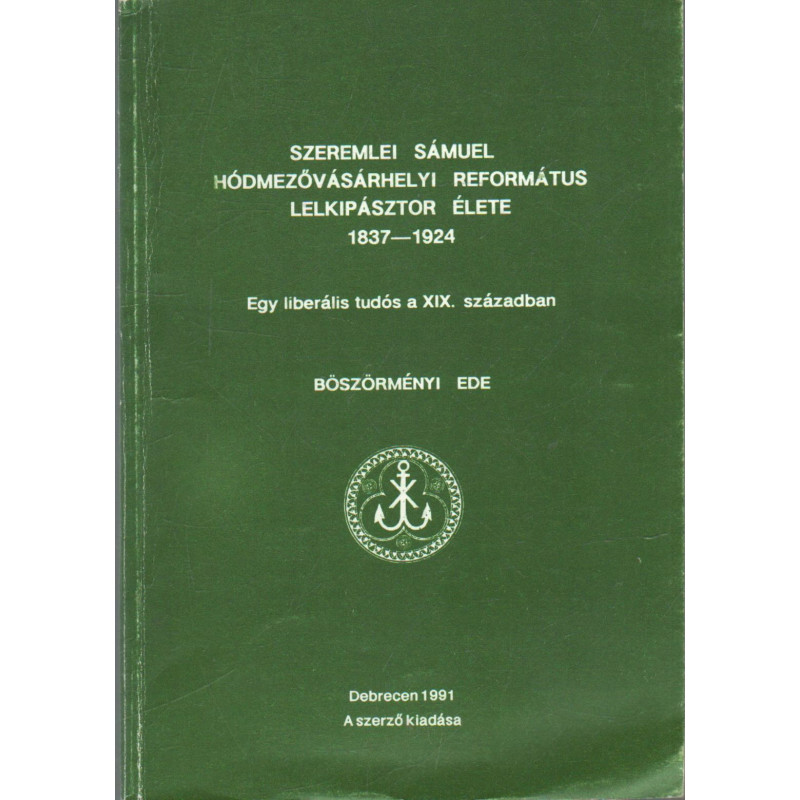 SZEREMLEI SÁMUEL
HÓDMEZŐVÁSÁRHELYI REFORMÁTUS
LELKIPÁSZTOR ÉLETE
1837—1924
Egy liberális tudós a XIX. században
BÖSZÖRMÉNYI EDE
Debrecen 1991
A szerző kiadása